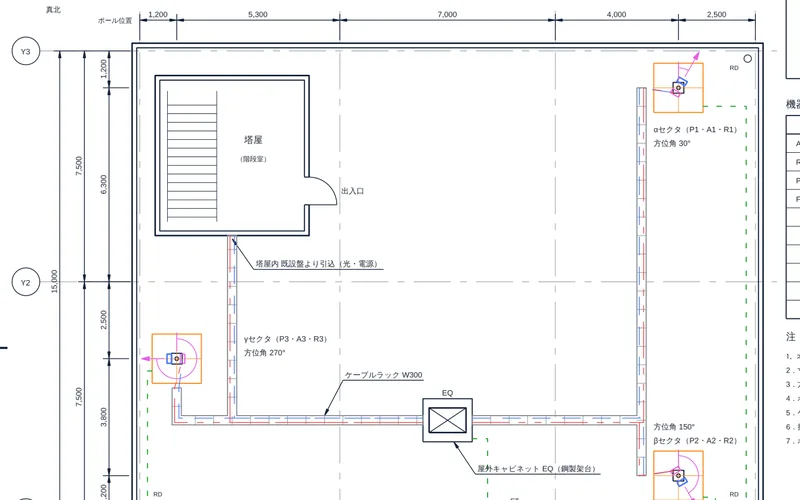 真北
ポール位置
1,200
5,300
7,000
4,000
2,500
Y3
1,200
RD
塔屋
（階段室）
αセクタ（P1・A1・R1）
方位角 30°
7,500
6,300
出入口
塔屋内 既設盤より引込（光・電源）
Y2
15,000
2,500
γセクタ（P3・A3・R3）
方位角 270°
ケーブルラック W300
EQ
7,500
3,800
方位角 150°
βセクタ（P2・A2・R2）
屋外キャビネット EQ（鋼製架台）
RD
RD
注
1.
2.
3.
4.
5.
6.
7.